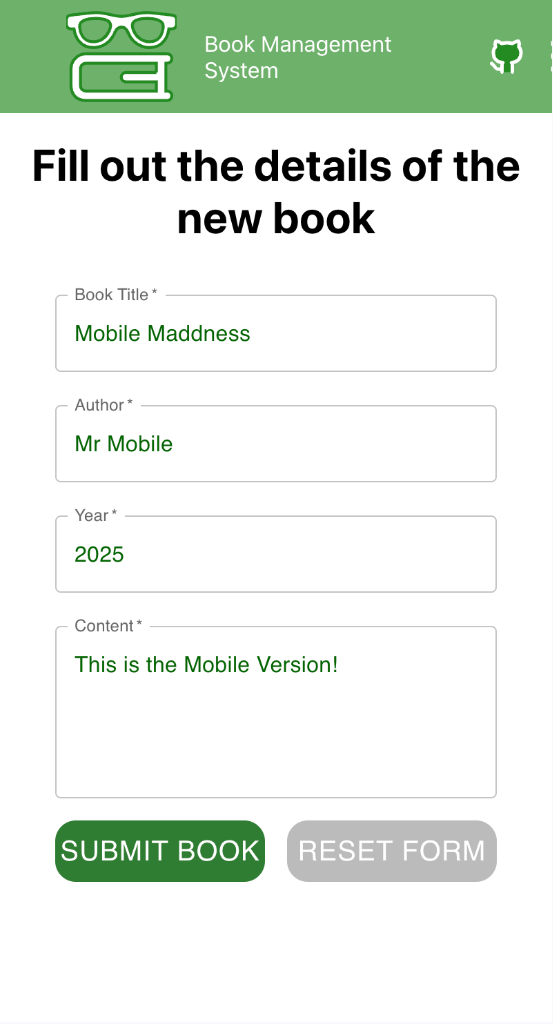 Book Management
System
Fill out the details of the
new book
Book Title *
Mobile Maddness
Author *
Mr Mobile
Year *
2025
Content *
This is the Mobile Version!
SUBMIT BOOK
RESET FORM